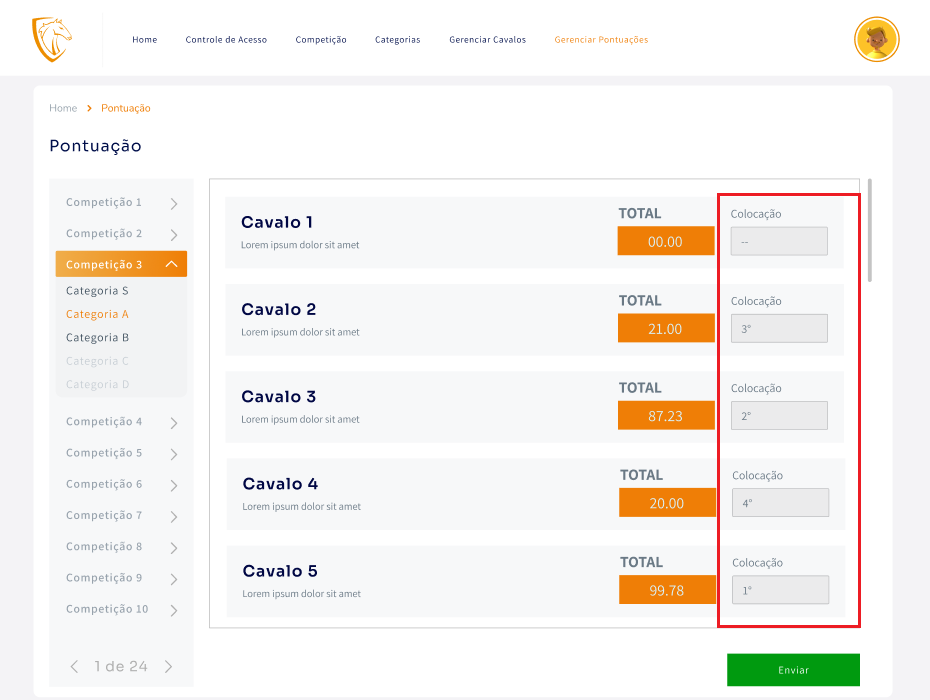 Home Controle de Acesso Competição Categorias Gerenciar Cavalos Gerenciar Pontuações
Home > Pontuação
Pontuação
Competição 1
Competição 2
Competição 3
Categoria S
Categoria A
Categoria B
Categoria C
Categoria D
Competição 4
Competição 5
Competição 6
Competição 7
Competição 8
Competição 9
Competição 10
1 de 24
Cavalo 1
Lorem ipsum dolor sit amet
TOTAL
00.00
Colocação
--
Cavalo 2
Lorem ipsum dolor sit amet
TOTAL
21.00
Colocação
3°
Cavalo 3
Lorem ipsum dolor sit amet
TOTAL
87.23
Colocação
2°
Cavalo 4
Lorem ipsum dolor sit amet
TOTAL
20.00
Colocação
4°
Cavalo 5
Lorem ipsum dolor sit amet
TOTAL
99.78
Colocação
1°
Enviar